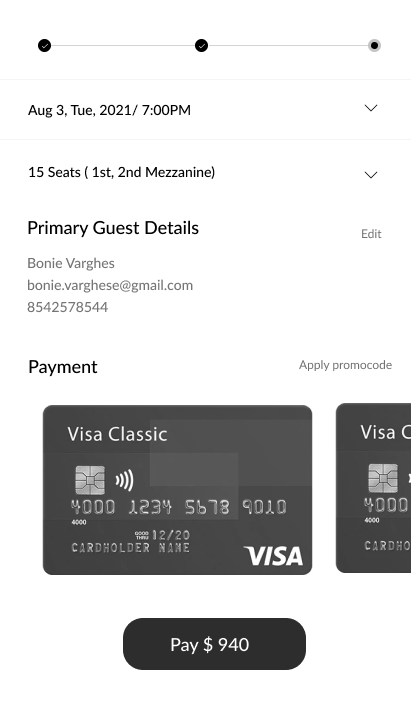 Aug 3, Tue, 2021/ 7:00PM
15 Seats ( 1st, 2nd Mezzanine)
Primary Guest Details
Edit
Bonie Varghes
bonie.varghese@gmail.com
8542578544
Payment
Apply promocode
Visa Classic
4000 1234 5678 9010
4000
GOOD THRU 12/20
CARDHOLDER NAME
VISA
Visa C
4000
4000
CARDHO
Pay $ 940